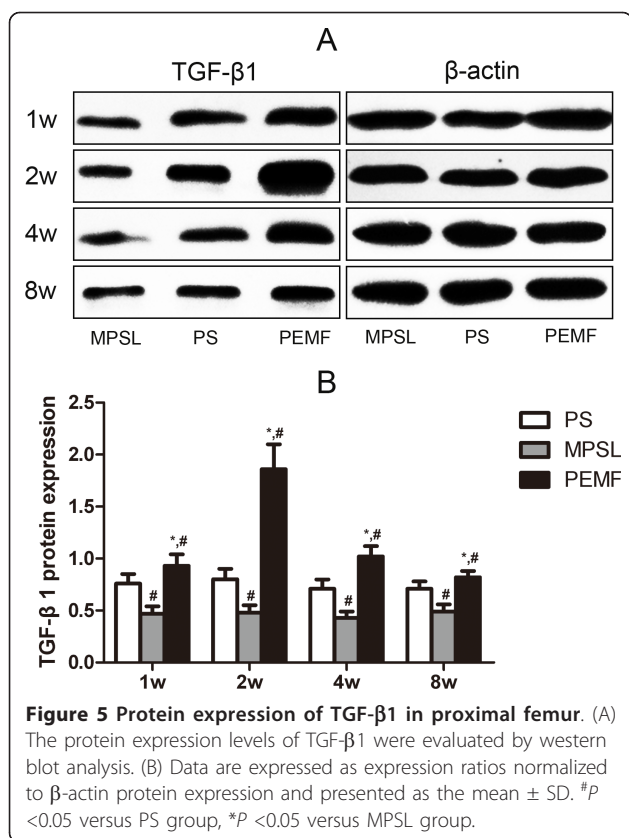 A
TGF-β1 β-actin
1w
2w
4w
8w
MPSL PS PEMF MPSL PS PEMF
B
TGF-β 1 protein expression
2.5
2.0
1.5
1.0
0.5
0.0
# *,#
# *,#
# *,#
# *,#
1w 2w 4w 8w
PS
MPSL
PEMF
Figure 5 Protein expression of TGF-β1 in proximal femur. (A)
The protein expression levels of TGF-β1 were evaluated by western
blot analysis. (B) Data are expressed as expression ratios normalized
to β-actin protein expression and presented as the mean ± SD. #P
<0.05 versus PS group, *P <0.05 versus MPSL group.